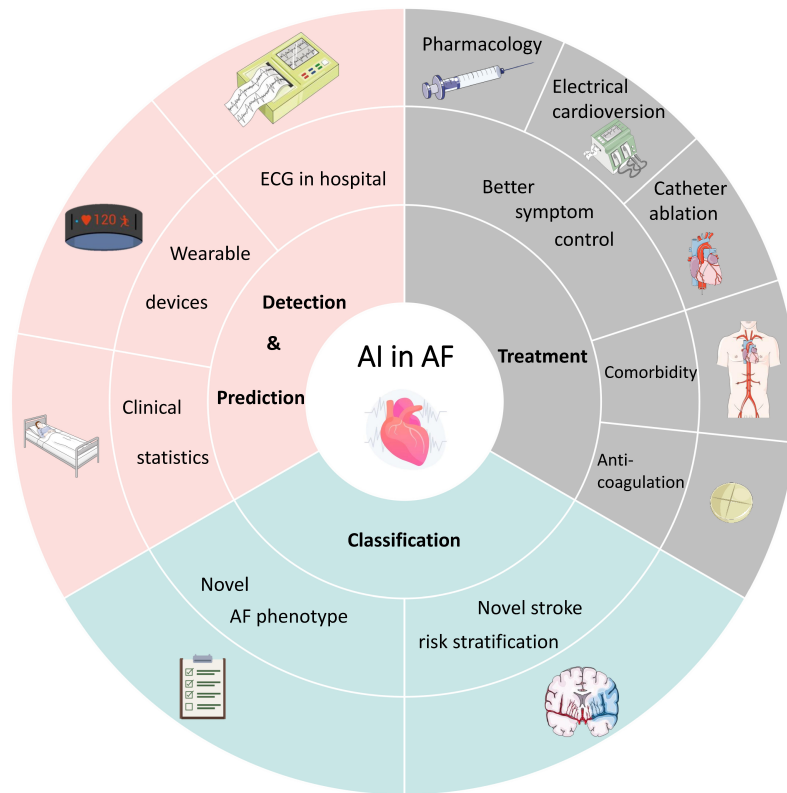 AI in AF
Detection
&
Prediction
ECG in hospital
Wearable
devices
120
Clinical
statistics
Treatment
Better
symptom
control
Pharmacology
Electrical
cardioversion
Catheter
ablation
Comorbidity
Anti-
coagulation
Classification
Novel
AF phenotype
Novel stroke
risk stratification